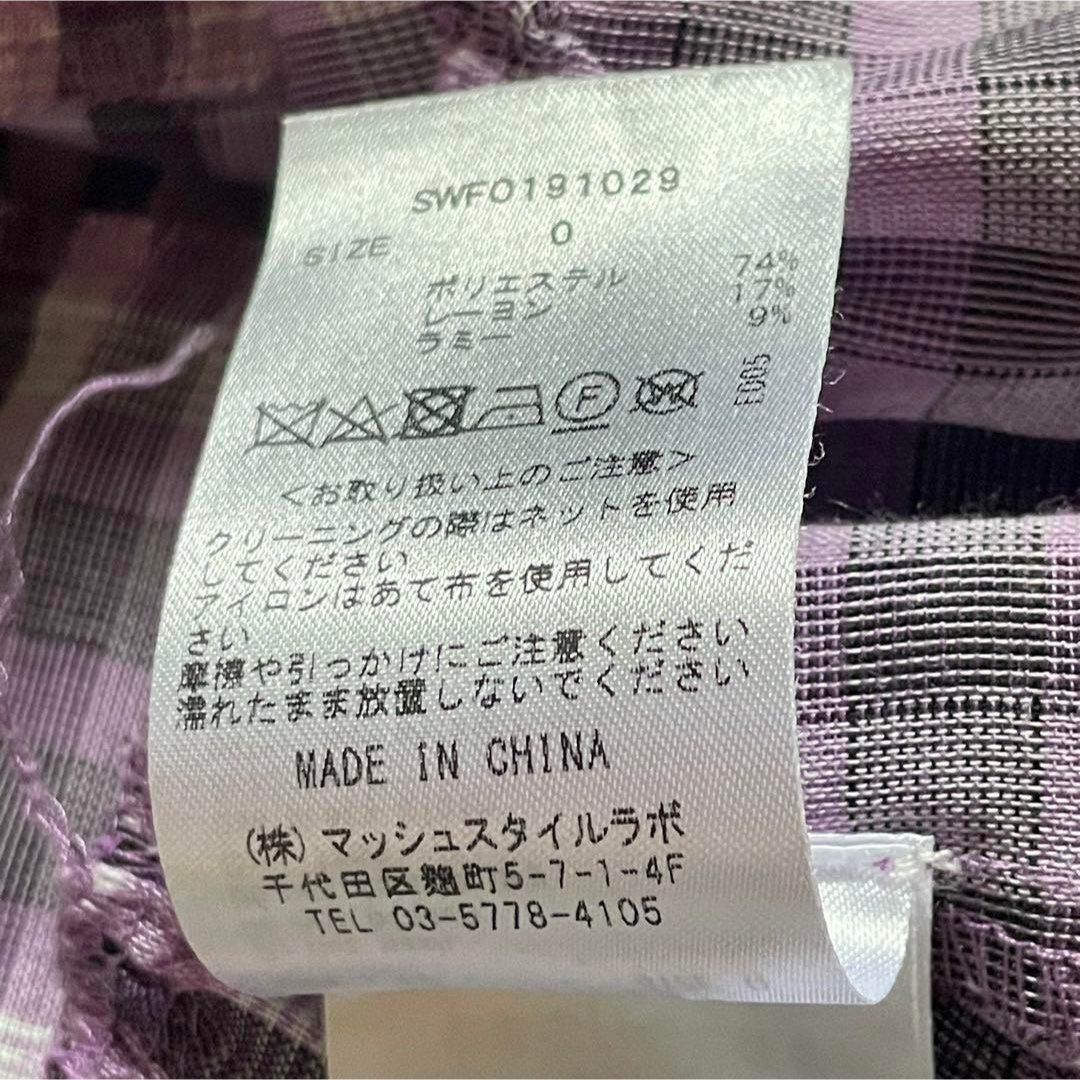 SWFO191029
SIZE 0
ポリエステル 74%
レーヨン 17%
ラミー 9%
F
W
ED05
<お取り扱い上のご注意>
クリーニングの際はネットを使用
してください
アイロンはあて布を使用してくだ
さい
摩擦や引っかけにご注意ください
濡れたまま放置しないでください
MADE IN CHINA
(株)マッシュスタイルラボ
千代田区麹町5-7-1-4F
TEL 03-5778-4105